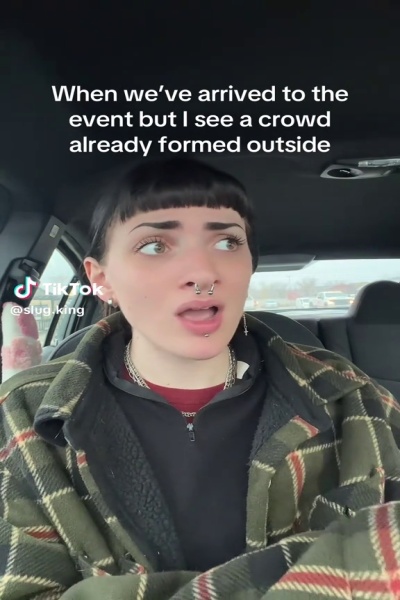 When we've arrived to the
event but I see a crowd
already formed outside
TikTok
@slug.king